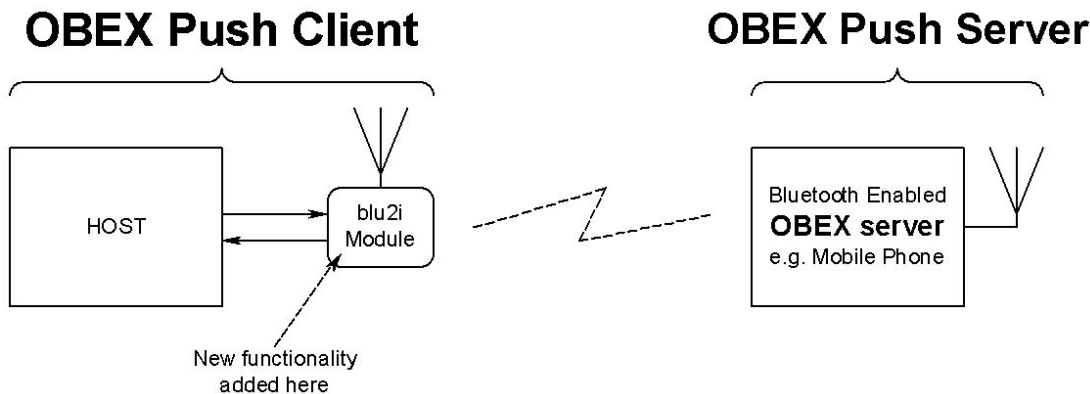 OBEX Push Client
OBEX Push Server
HOST
blu2i
Module
Bluetooth Enabled
OBEX server
e.g. Mobile Phone
New functionality
added here